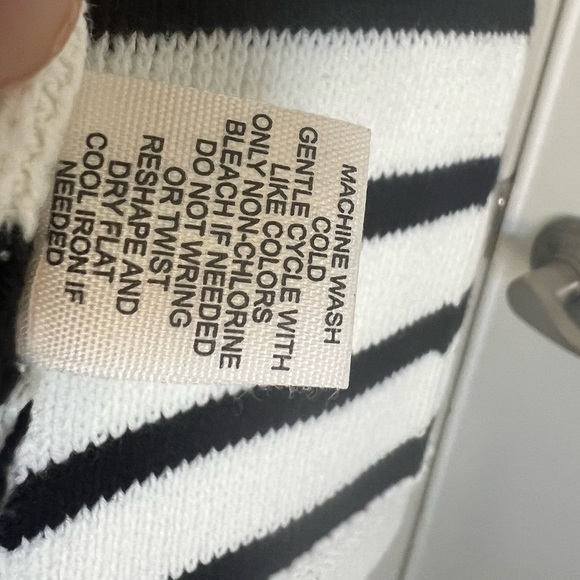 MACHINE WASH
COLD
GENTLE CYCLE WITH
LIKE COLORS
ONLY NON-CHLORINE
BLEACH IF NEEDED
DO NOT WRING
OR TWIST
RESHAPE AND
DRY FLAT
COOL IRON IF
NEEDED